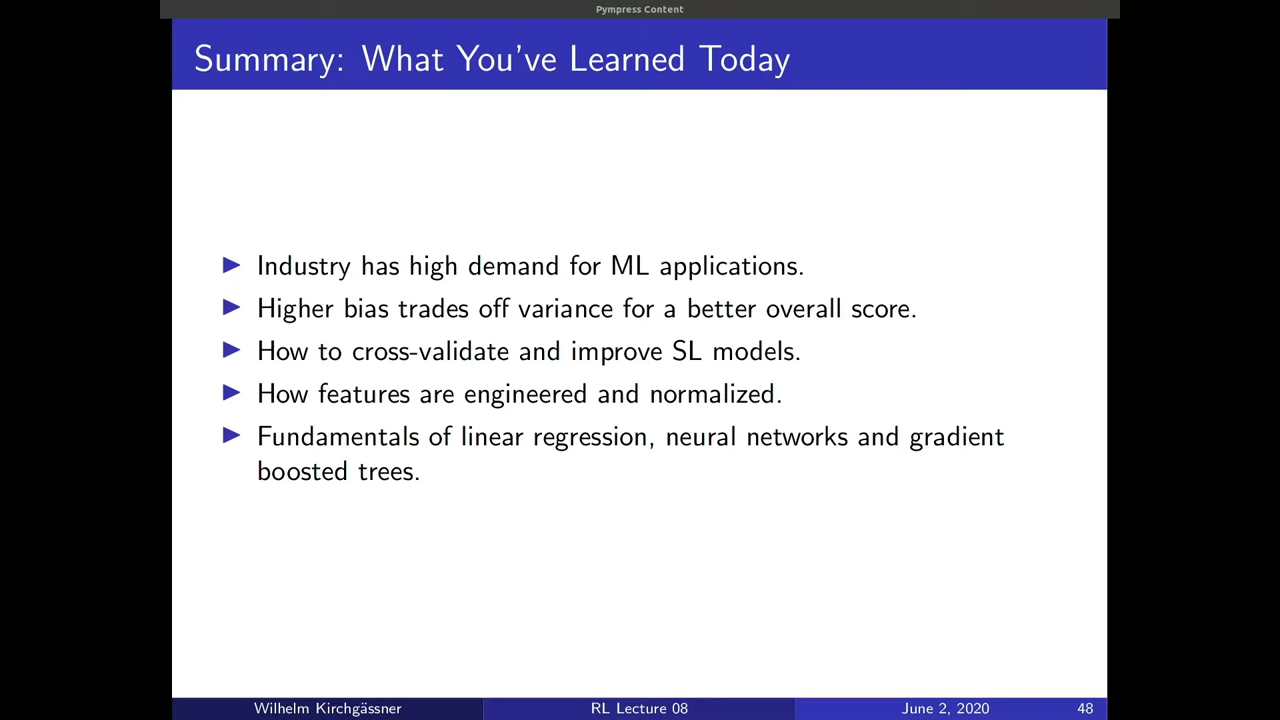 Pympress Content
Summary: What You've Learned Today
▶ Industry has high demand for ML applications.
▶ Higher bias trades off variance for a better overall score.
▶ How to cross-validate and improve SL models.
▶ How features are engineered and normalized.
▶ Fundamentals of linear regression, neural networks and gradient
boosted trees.
Wilhelm Kirchgässner RL Lecture 08 June 2, 2020 48